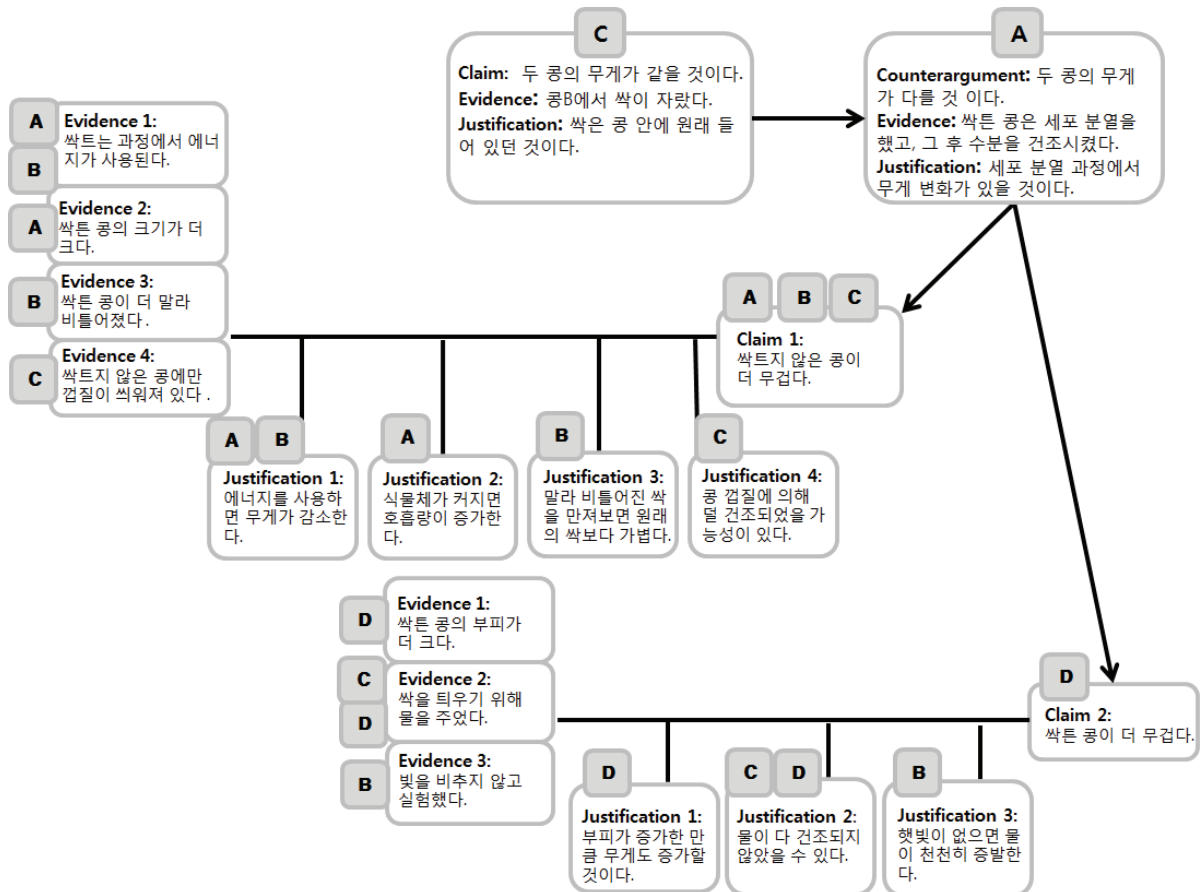 C
Claim: 두 콩의 무게가 같을 것이다.
Evidence: 콩B에서 싹이 자랐다.
Justification: 싹은 콩 안에 원래 들
어 있던 것이다.
A
Counterargument: 두 콩의 무게
가 다를 것 이다.
Evidence: 싹튼 콩은 세포 분열을
했고, 그 후 수분을 건조시켰다.
Justification: 세포 분열 과정에서
무게 변화가 있을 것이다.
A
B
Evidence 1:
싹트는 과정에서 에너
지가 사용된다.
A
Evidence 2:
싹튼 콩의 크기가 더
크다.
B
Evidence 3:
싹튼 콩이 더 말라
비틀어졌다 .
C
Evidence 4:
싹트지 않은 콩에만
껍질이 씌워져 있다 .
A B C
Claim 1:
싹트지 않은 콩이
더 무겁다.
A B
Justification 1:
에너지를 사용하
면 무게가 감소한
다.
A
Justification 2:
식물체가 커지면
호흡량이 증가한
다.
B
Justification 3:
말라 비틀어진 싹
을 만져보면 원래
의 싹보다 가볍다.
C
Justification 4:
콩 껍질에 의해
덜 건조되었을 가
능성이 있다.
D
Evidence 1:
싹튼 콩의 부피가
더 크다.
C
D
Evidence 2:
싹을 틔우기 위해
물을 주었다.
B
Evidence 3:
빛을 비추지 않고
실험했다.
D
Claim 2:
싹튼 콩이 더 무겁다.
D
Justification 1:
부피가 증가한 만
큼 무게도 증가할
것이다.
C D
Justification 2:
물이 다 건조되지
않았을 수 있다.
B
Justification 3:
햇빛이 없으면 물
이 천천히 증발한
다.